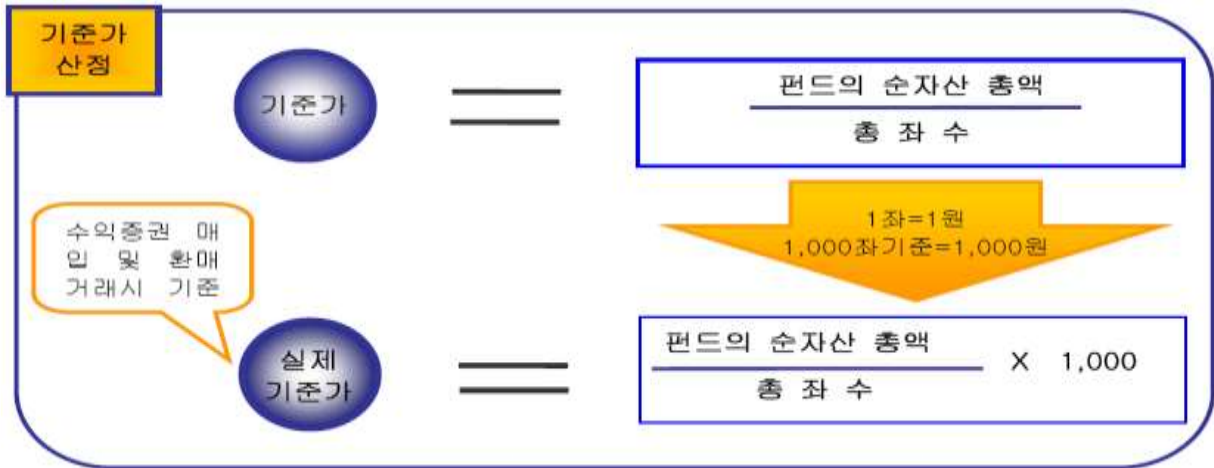 기준가
산정
기준가
펀드의 순자산 총액
총 좌 수
수익증권 매
입 및 환매
거래시 기준
1좌=1원
1,000좌기준=1,000원
실제
기준가
펀드의 순자산 총액
총 좌 수
X 1,000